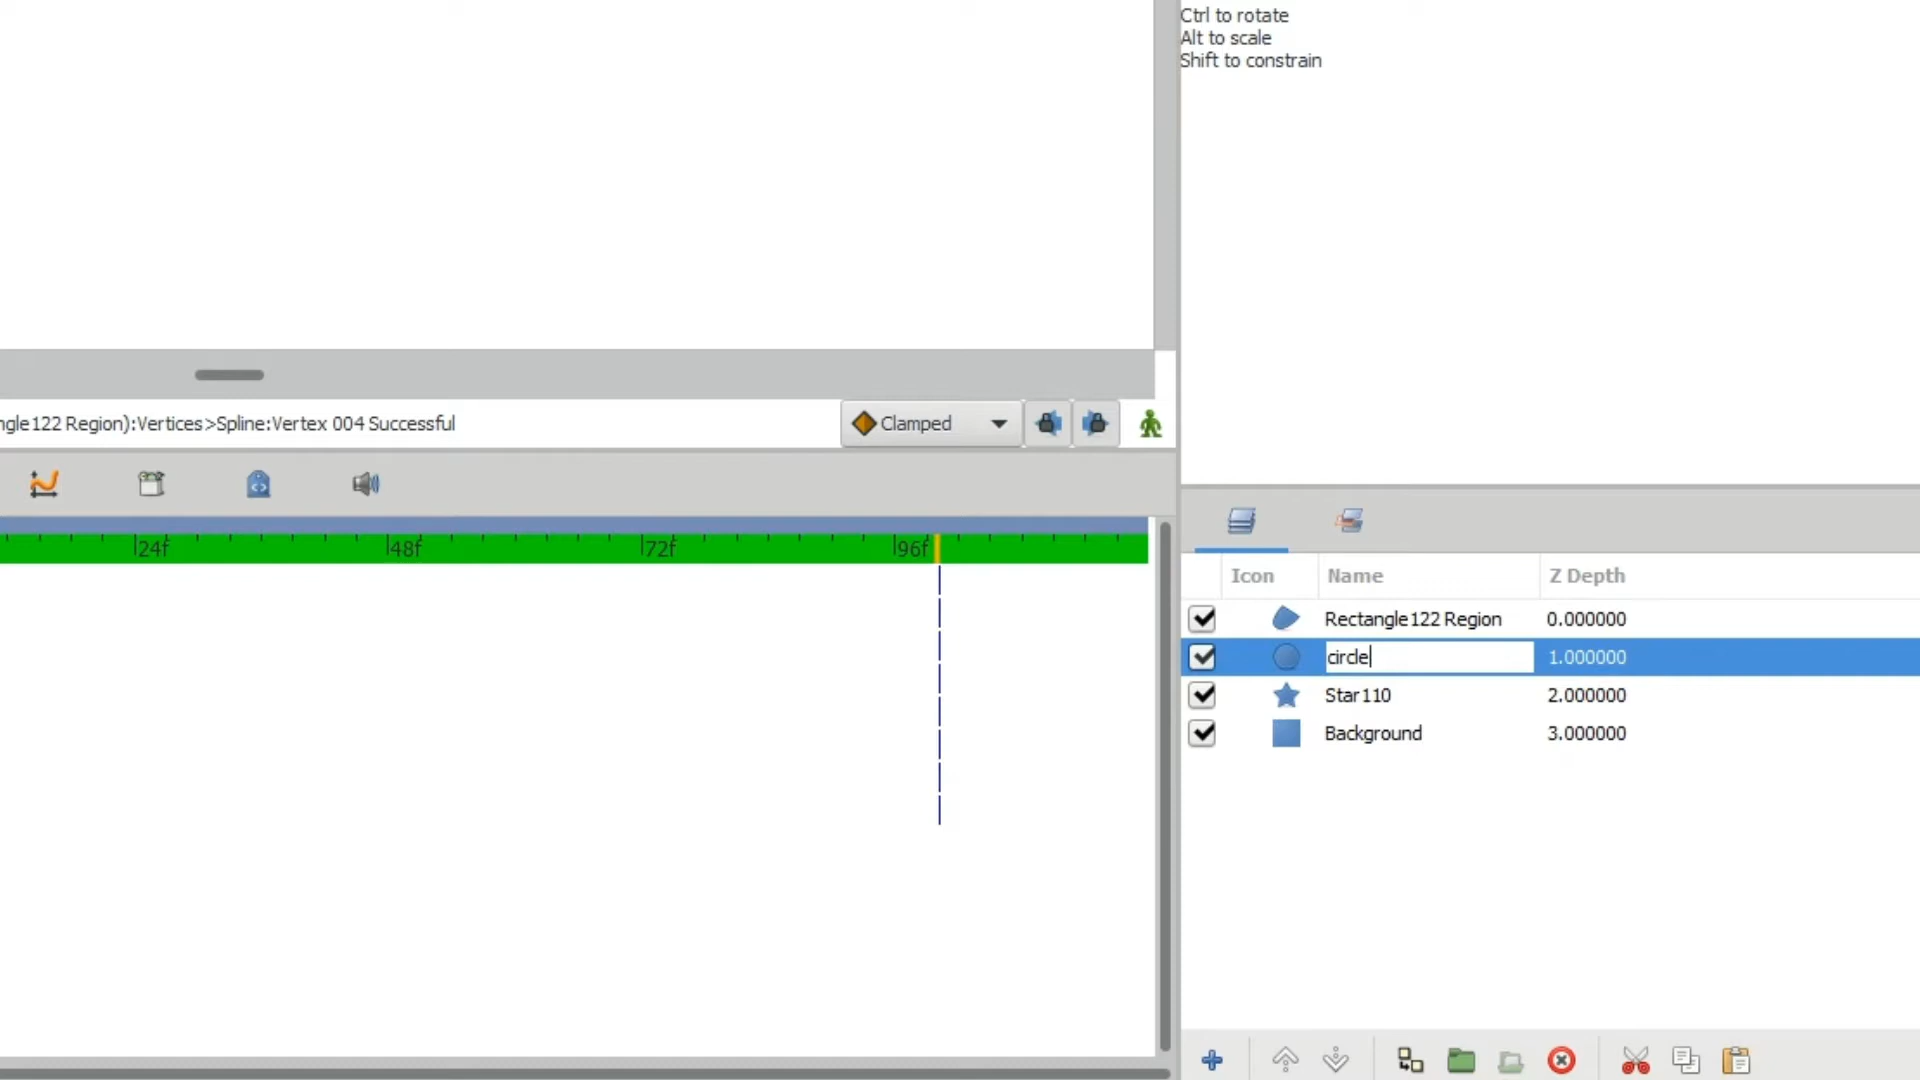 Ctrl to rotate
Alt to scale
Shift to constrain
ngle122 Region):Vertices>Spline:Vertex 004 Successful
Clamped
24f
48f
72f
96f
Icon
Name
Z Depth
Rectangle122 Region
0.000000
circle
1.000000
Star110
2.000000
Background
3.000000